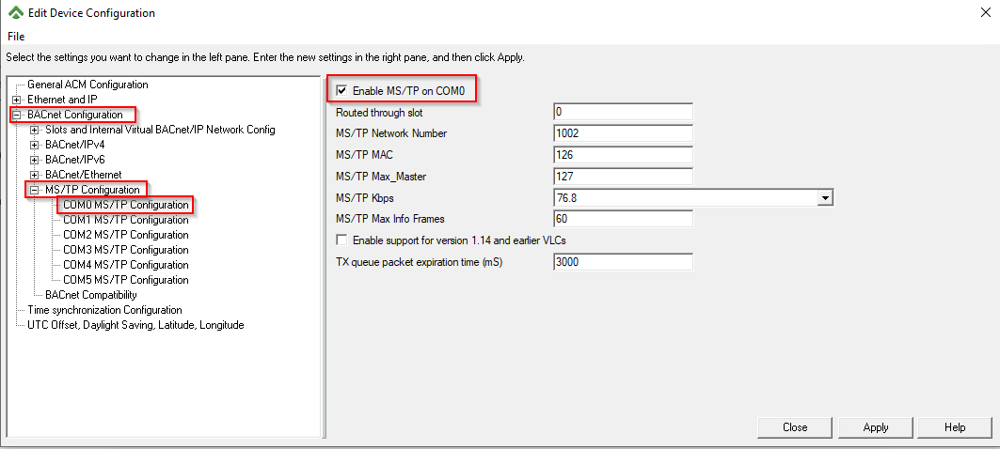 Edit Device Configuration
File
Select the settings you want to change in the left pane. Enter the new settings in the right pane, and then click Apply.
General ACM Configuration
Ethernet and IP
BACnet Configuration
Slots and Internal Virtual BACnet/IP Network Config
BACnet/IPv4
BACnet/IPv6
BACnet/Ethernet
MS/TP Configuration
COM0 MS/TP Configuration
COM1 MS/TP Configuration
COM2 MS/TP Configuration
COM3 MS/TP Configuration
COM4 MS/TP Configuration
COM5 MS/TP Configuration
BACnet Compatibility
Time synchronization Configuration
UTC Offset, Daylight Saving, Latitude, Longitude
Enable MS/TP on COM0
Routed through slot 0
MS/TP Network Number 1002
MS/TP MAC 126
MS/TP Max_Master 127
MS/TP Kbps 76.8
MS/TP Max Info Frames 60
Enable support for version 1.14 and earlier VLCs
TX queue packet expiration time (mS) 3000
Close Apply Help